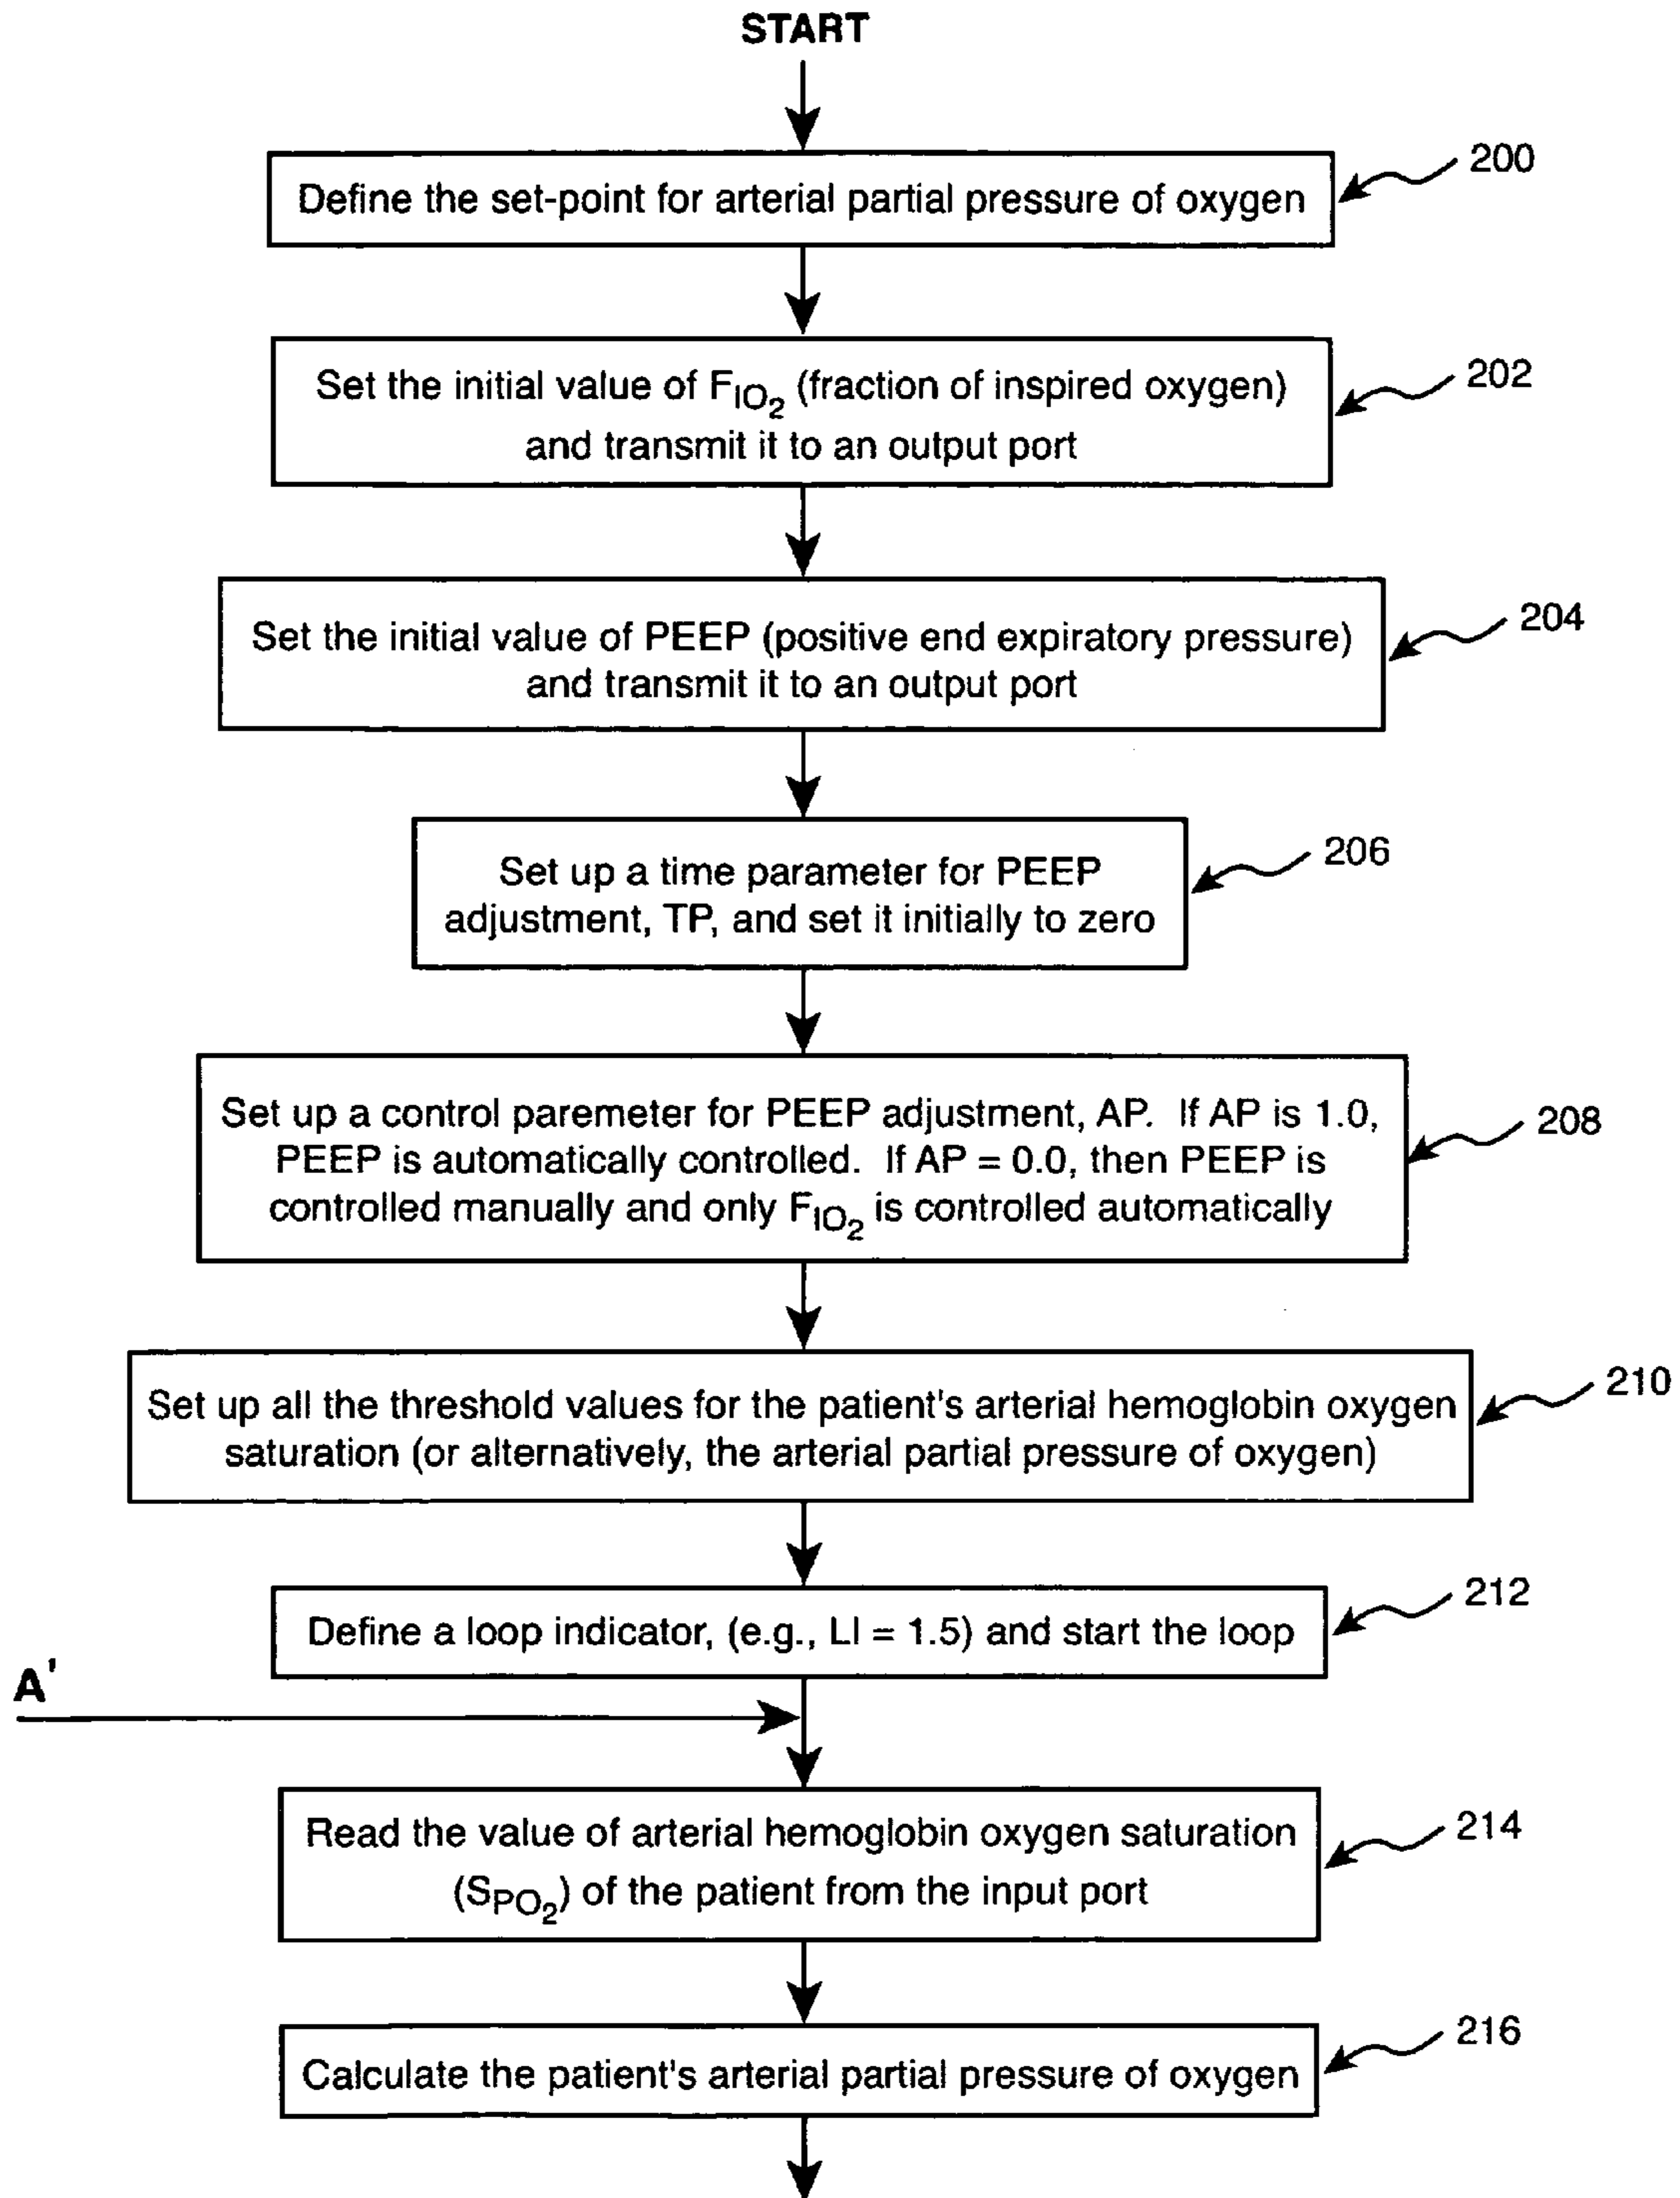 START
Define the set-point for arterial partial pressure of oxygen
200
Set the initial value of F_IO₂ (fraction of inspired oxygen)
and transmit it to an output port
202
Set the initial value of PEEP (positive end expiratory pressure)
and transmit it to an output port
204
Set up a time parameter for PEEP
adjustment, TP, and set it initially to zero
206
Set up a control paremeter for PEEP adjustment, AP. If AP is 1.0,
PEEP is automatically controlled. If AP = 0.0, then PEEP is
controlled manually and only F_IO₂ is controlled automatically
208
Set up all the threshold values for the patient's arterial hemoglobin oxygen
saturation (or alternatively, the arterial partial pressure of oxygen)
210
Define a loop indicator, (e.g., LI = 1.5) and start the loop
212
A'
Read the value of arterial hemoglobin oxygen saturation
(S_PO₂) of the patient from the input port
214
Calculate the patient's arterial partial pressure of oxygen
216